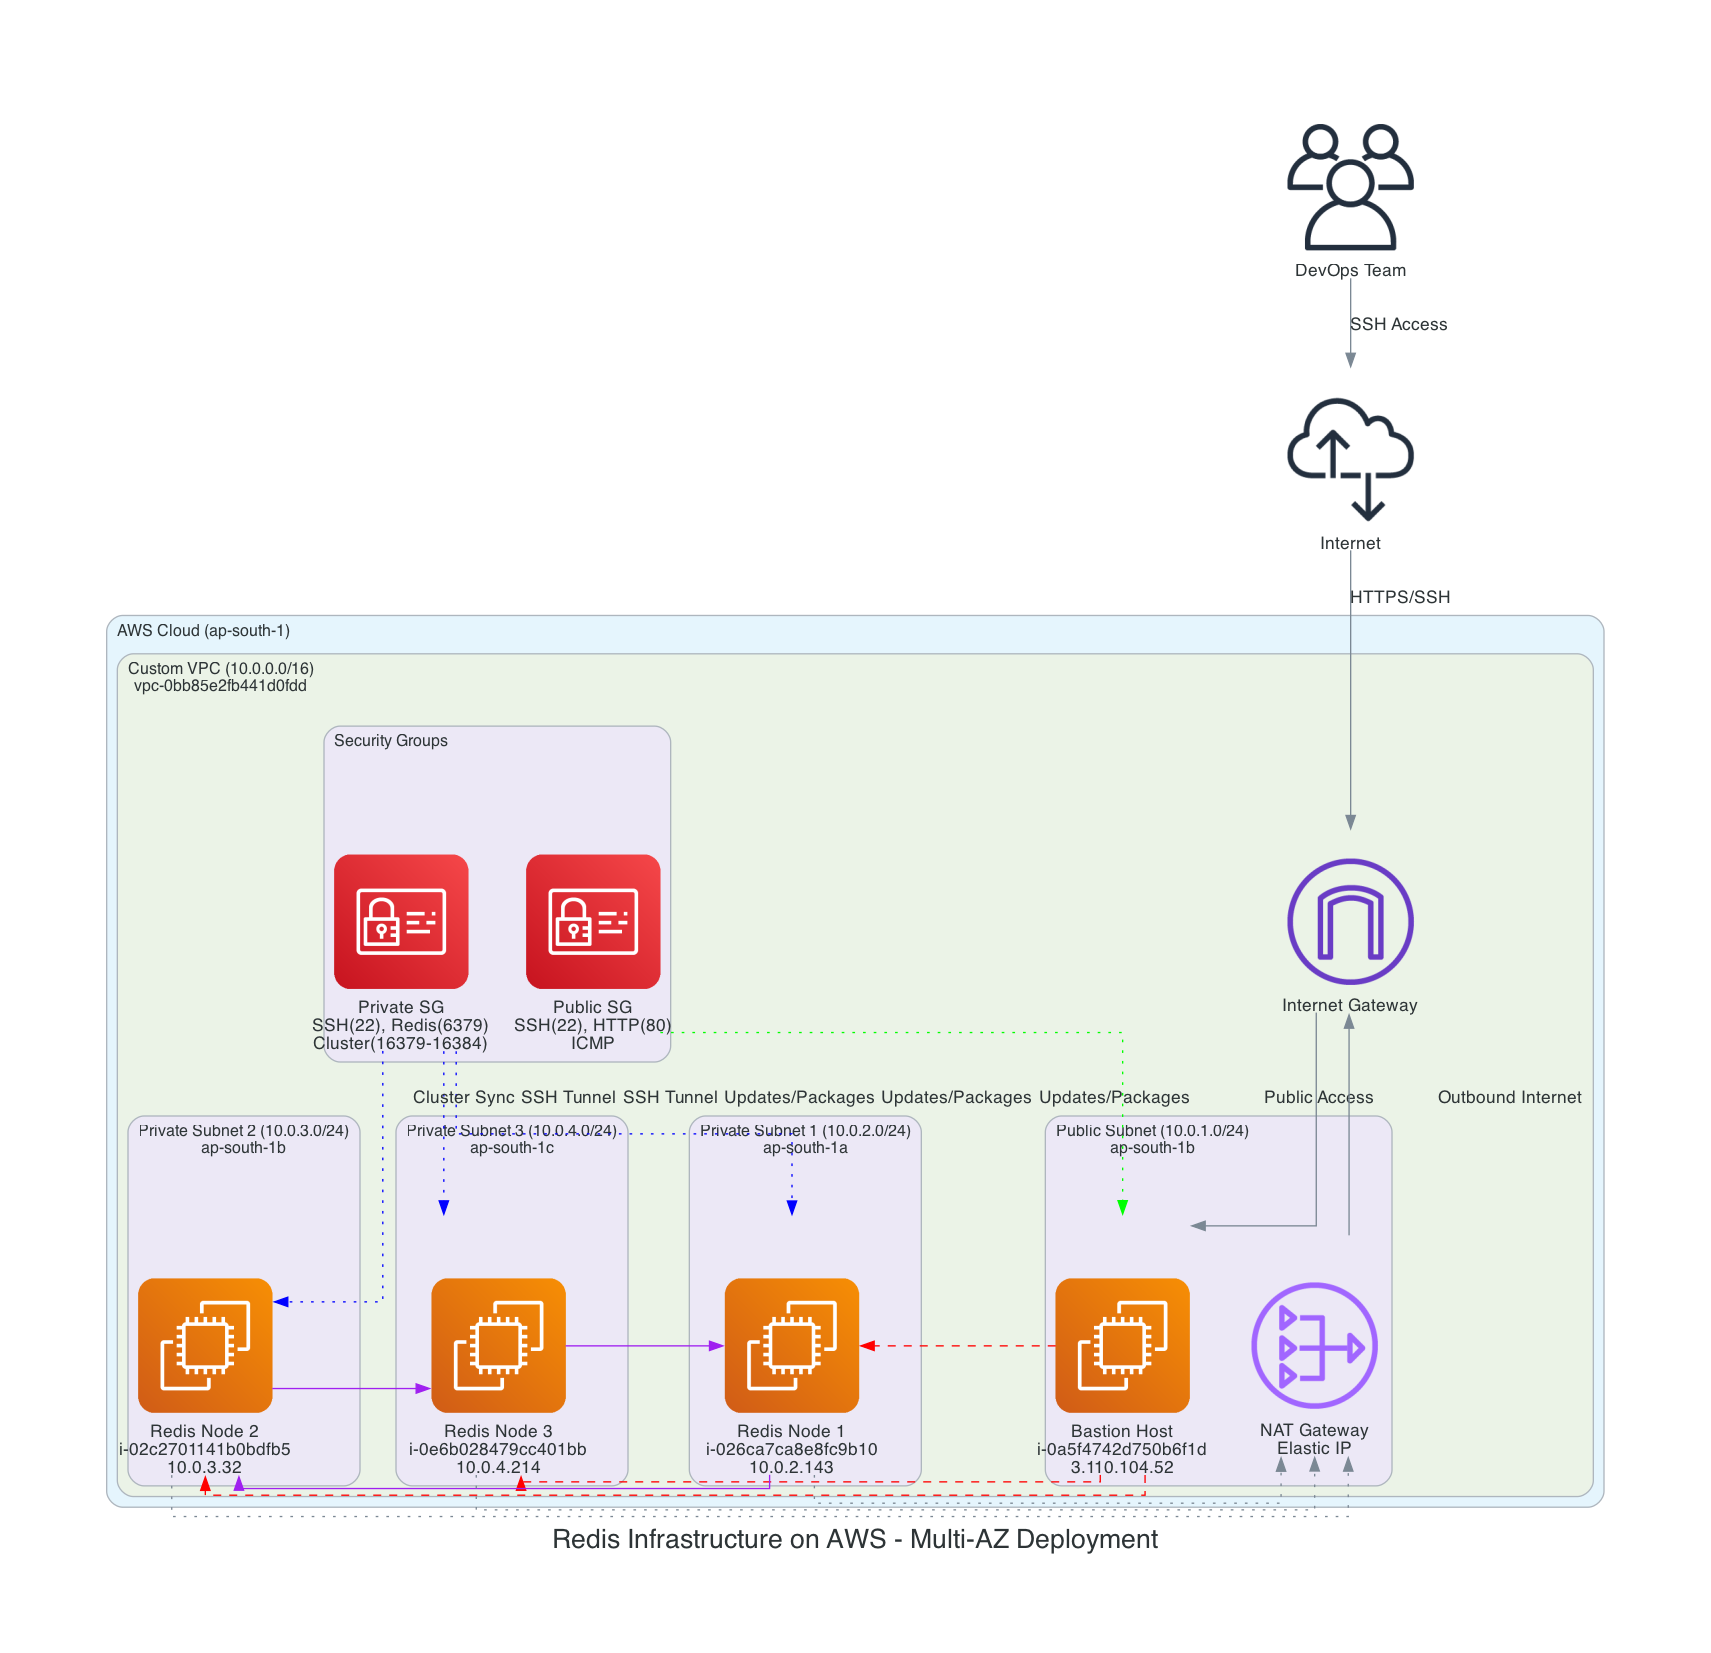 DevOps Team
SSH Access
Internet
HTTPS/SSH
AWS Cloud (ap-south-1)
Custom VPC (10.0.0.0/16)
vpc-0bb85e2fb441d0fdd
Security Groups
Private SG
SSH(22), Redis(6379)
Cluster(16379-16384)
Public SG
SSH(22), HTTP(80)
ICMP
Internet Gateway
Cluster Sync
SSH Tunnel
SSH Tunnel
Updates/Packages
Updates/Packages
Updates/Packages
Public Access
Outbound Internet
Private Subnet 2 (10.0.3.0/24)
ap-south-1b
Private Subnet 3 (10.0.4.0/24)
ap-south-1c
Private Subnet 1 (10.0.2.0/24)
ap-south-1a
Public Subnet (10.0.1.0/24)
ap-south-1b
Redis Node 2
i-02c2701141b0bdfb5
10.0.3.32
Redis Node 3
i-0e6b028479cc401bb
10.0.4.214
Redis Node 1
i-026ca7ca8e8fc9b10
10.0.2.143
Bastion Host
i-0a5f4742d750b6f1d
3.110.104.52
NAT Gateway
Elastic IP
Redis Infrastructure on AWS - Multi-AZ Deployment